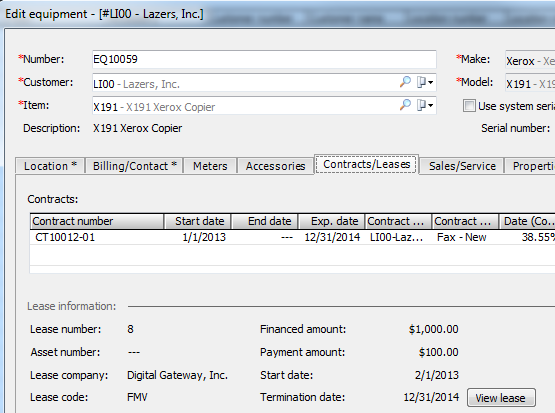 Edit equipment - [#LI00 - Lazers, Inc.]
*Number: EQ10059 *Make: Xerox - Xe
*Customer: LI00 - Lazers, Inc. *Model: X191 - X19
*Item: X191 - X191 Xerox Copier Use system seria
Description: X191 Xerox Copier Serial number:
Location * Billing/Contact * Meters Accessories Contracts/Leases Sales/Service Properti
Contracts:
Contract number Start date End date Exp. date Contract ... Contract ... Date (Co...
CT10012-01 1/1/2013 --- 12/31/2014 LI00-Laz... Fax - New 38.55%
Lease information:
Lease number: 8 Financed amount: $1,000.00
Asset number: --- Payment amount: $100.00
Lease company: Digital Gateway, Inc. Start date: 2/1/2013
Lease code: FMV Termination date: 12/31/2014 View lease